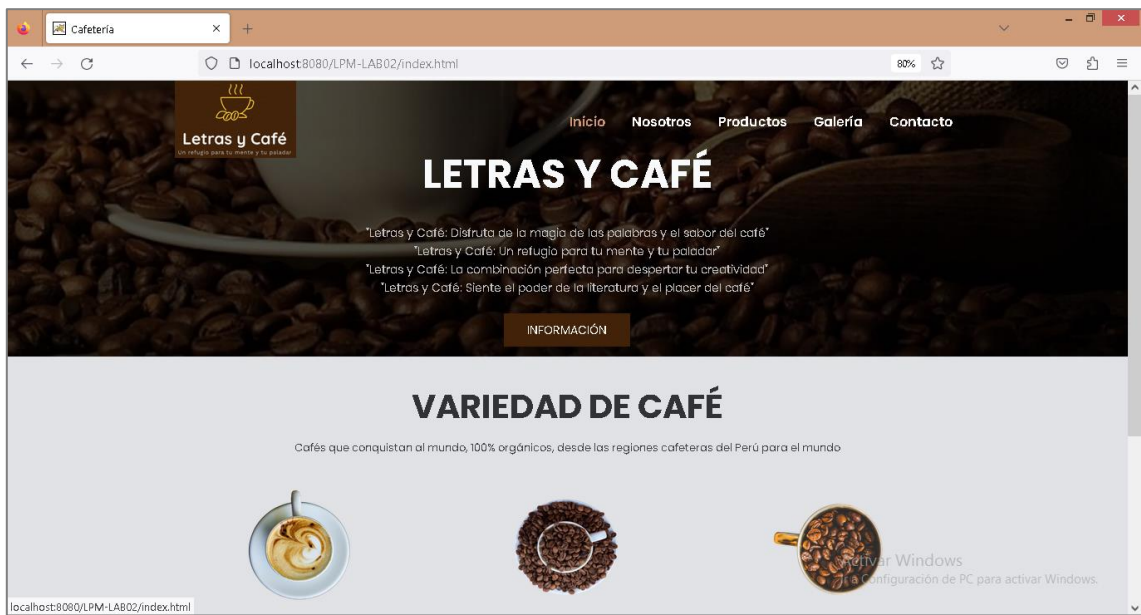 Cafetería
localhost:8080/LPM-LAB02/index.html
80%
Letras y Café
Un refugio para tu mente y tu paladar
Inicio Nosotros Productos Galería Contacto
LETRAS Y CAFÉ
"Letras y Café: Disfruta de la magia de las palabras y el sabor del café"
"Letras y Café: Un refugio para tu mente y tu paladar"
"Letras y Café: La combinación perfecta para despertar tu creatividad"
"Letras y Café: Siente el poder de la literatura y el placer del café"
INFORMACIÓN
VARIEDAD DE CAFÉ
Cafés que conquistan al mundo, 100% orgánicos, desde las regiones cafeteras del Perú para el mundo
Activar Windows
Ir a Configuración de PC para activar Windows.
localhost:8080/LPM-LAB02/index.html